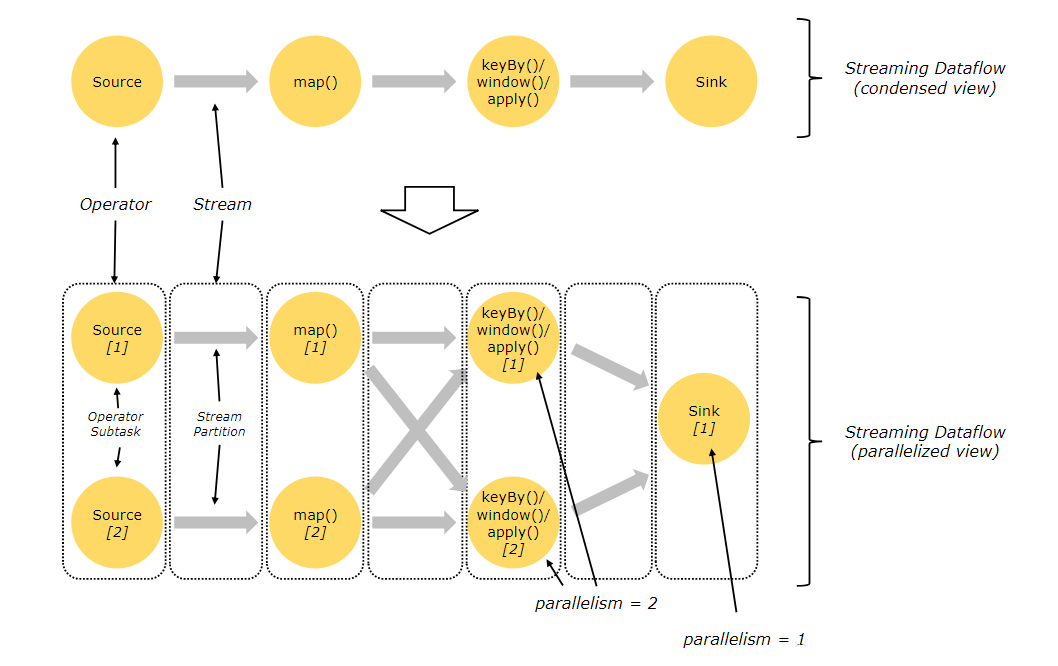 Source
map()
keyBy()/
window()/
apply()
Sink
Streaming Dataflow
(condensed view)
Operator
Stream
Source
[1]
map()
[1]
keyBy()/
window()/
apply()
[1]
Operator
Subtask
Stream
Partition
Sink
[1]
Streaming Dataflow
(parallelized view)
Source
[2]
map()
[2]
keyBy()/
window()/
apply()
[2]
parallelism = 2
parallelism = 1